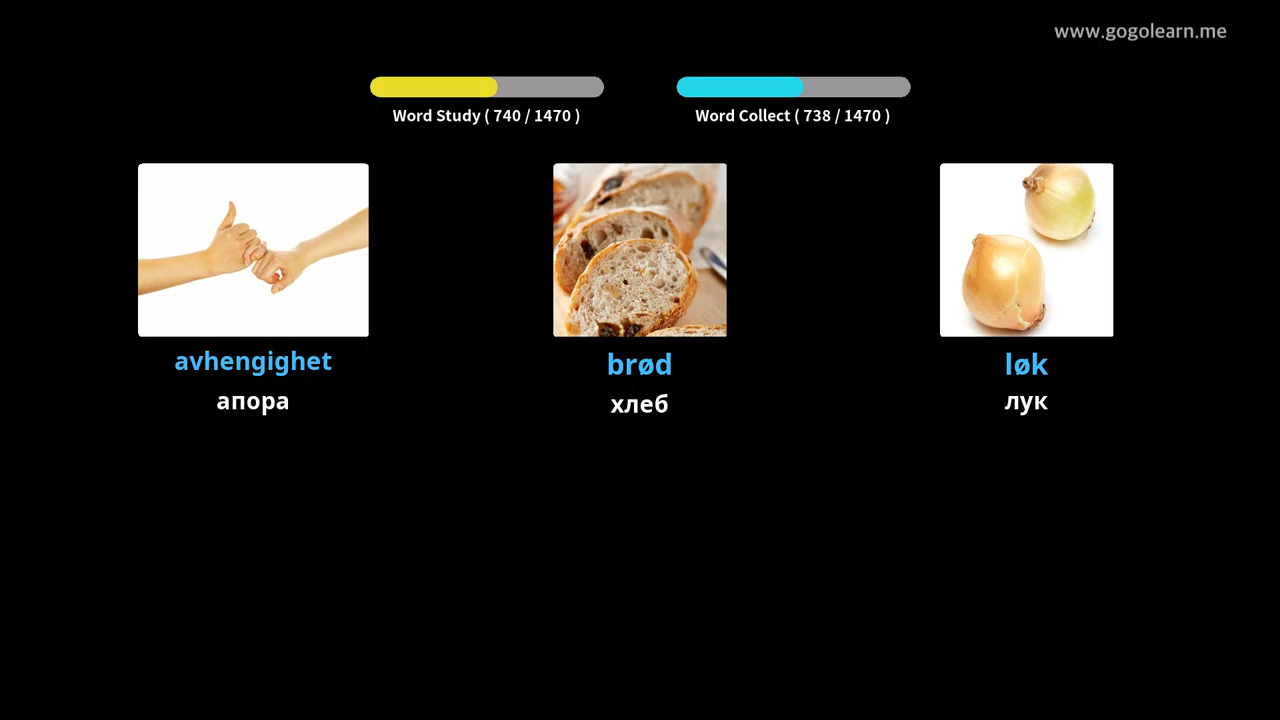 www.gogolearn.me
Word Study ( 740 / 1470 )
Word Collect ( 738 / 1470 )
avhengighet
апора
brød
хлеб
løk
лук